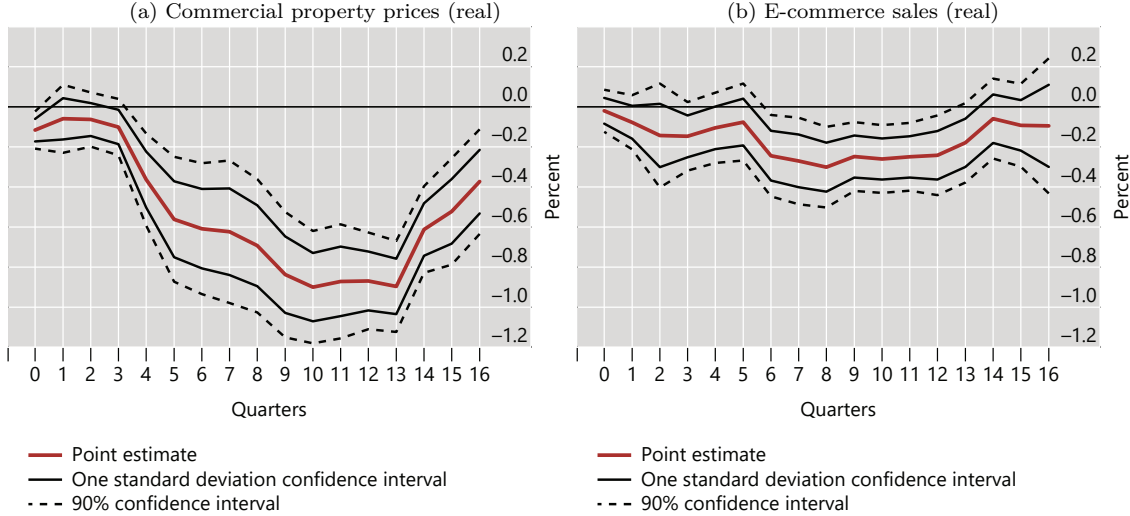 (a) Commercial property prices (real)
0.2
0.0
−0.2
−0.4
−0.6
−0.8
−1.0
−1.2
Percent
0 1 2 3 4 5 6 7 8 9 10 11 12 13 14 15 16
Quarters
Point estimate
One standard deviation confidence interval
90% confidence interval
(b) E-commerce sales (real)
0.2
0.0
−0.2
−0.4
−0.6
−0.8
−1.0
−1.2
Percent
0 1 2 3 4 5 6 7 8 9 10 11 12 13 14 15 16
Quarters
Point estimate
One standard deviation confidence interval
90% confidence interval